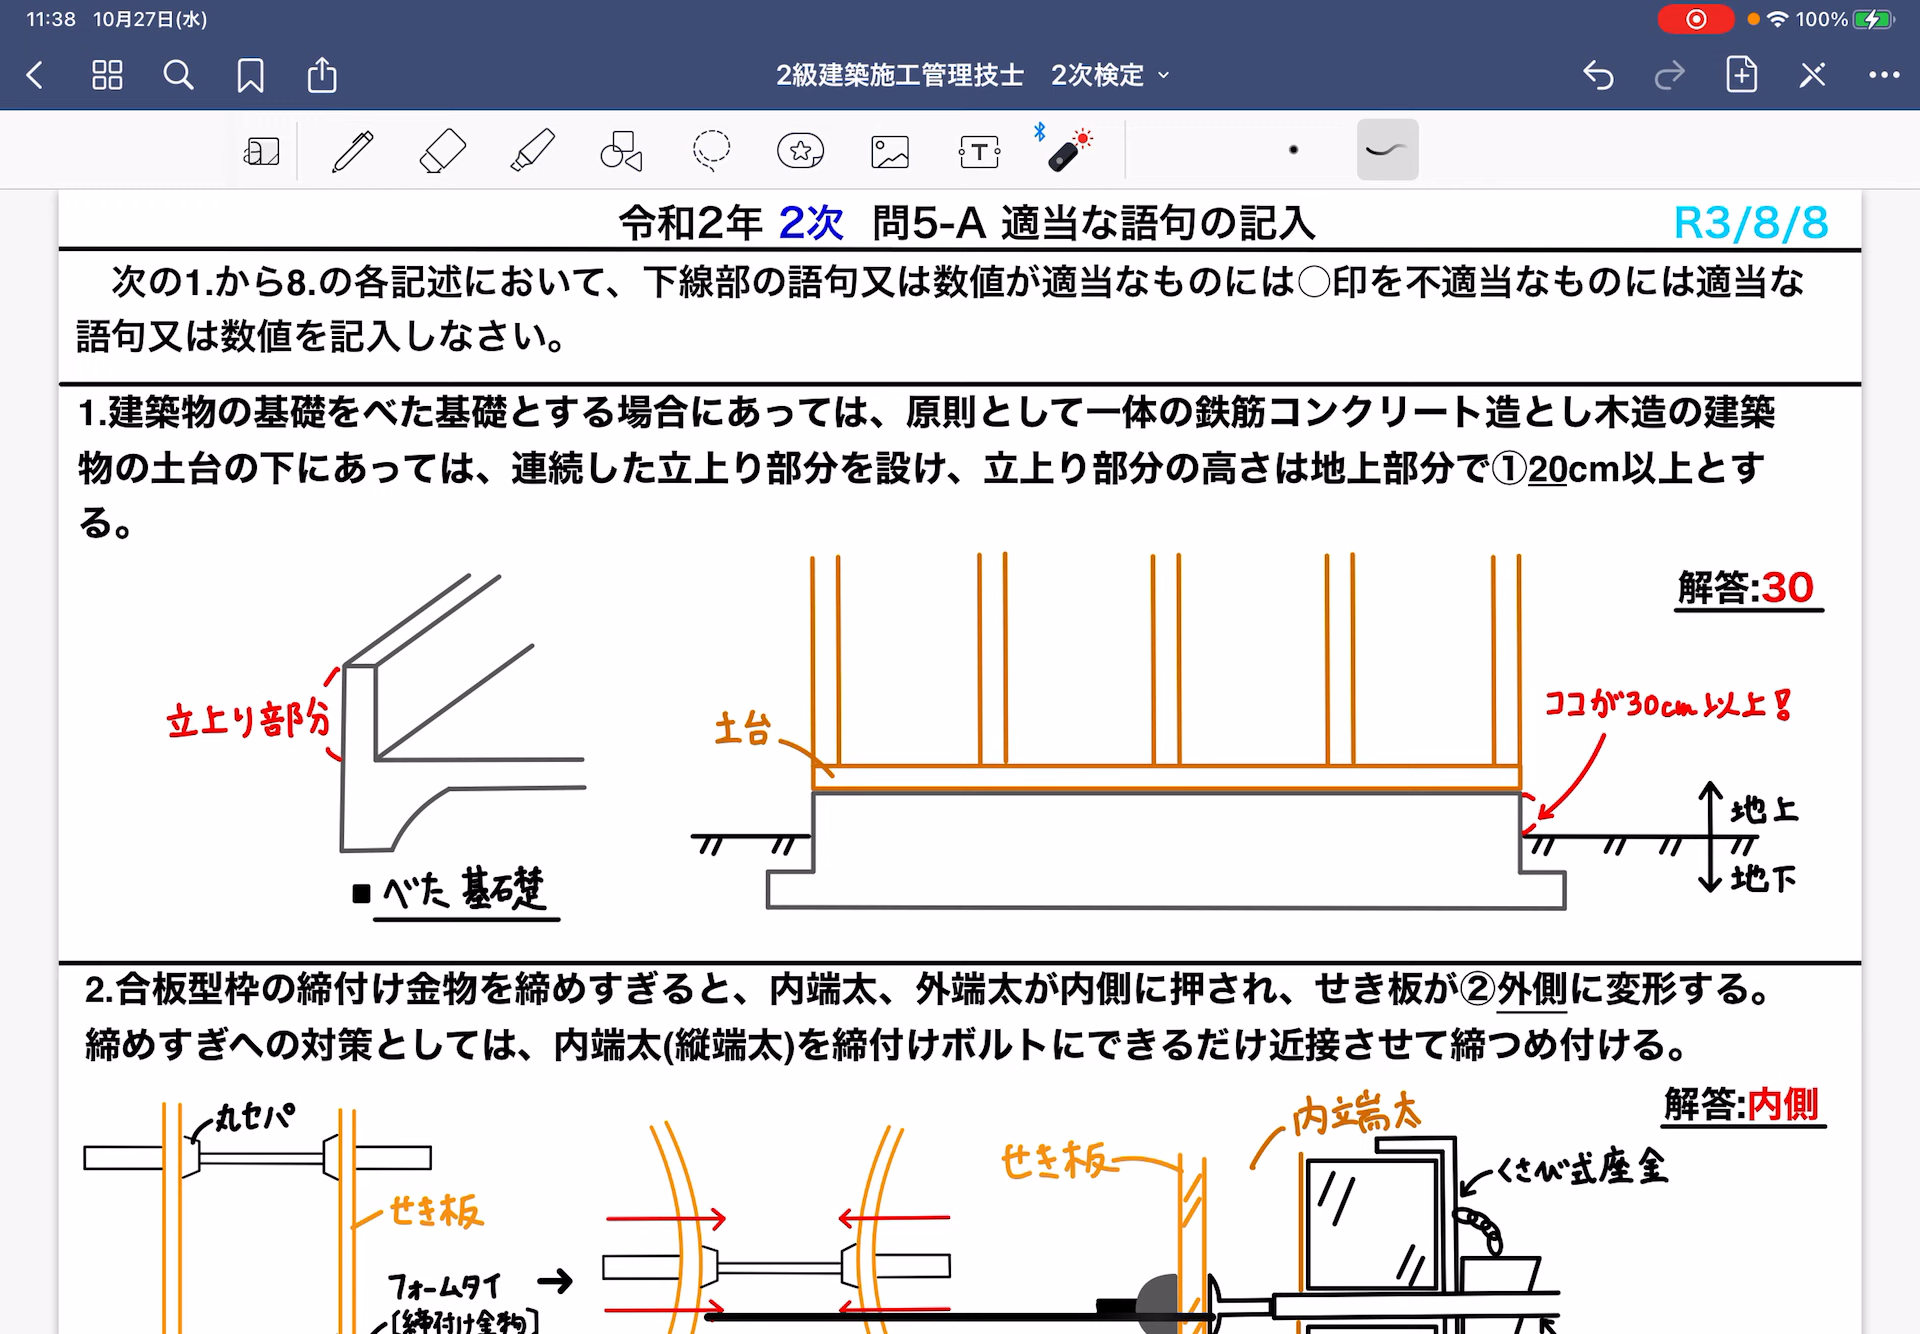 11:38 10月27日(水)
100%
2級建築施工管理技士 2次検定
令和2年 2次 問5-A 適当な語句の記入
R3/8/8
次の1.から8.の各記述において、下線部の語句又は数値が適当なものには○印を不適当なものには適当な
語句又は数値を記入しなさい。
1.建築物の基礎をべた基礎とする場合にあっては、原則として一体の鉄筋コンクリート造とし木造の建築
物の土台の下にあっては、連続した立上り部分を設け、立上り部分の高さは地上部分で①20cm以上とす
る。
解答:30
立上り部分
土台
ココが30cm以上!
地上
地下
■べた基礎
2.合板型枠の締付け金物を締めすぎると、内端太、外端太が内側に押され、せき板が②外側に変形する。
締めすぎへの対策としては、内端太(縦端太)を締付けボルトにできるだけ近接させて締つめ付ける。
解答:内側
丸セパ
せき板
フォームタイ
[締付け金物]
せき板
内端太
くさび式座金